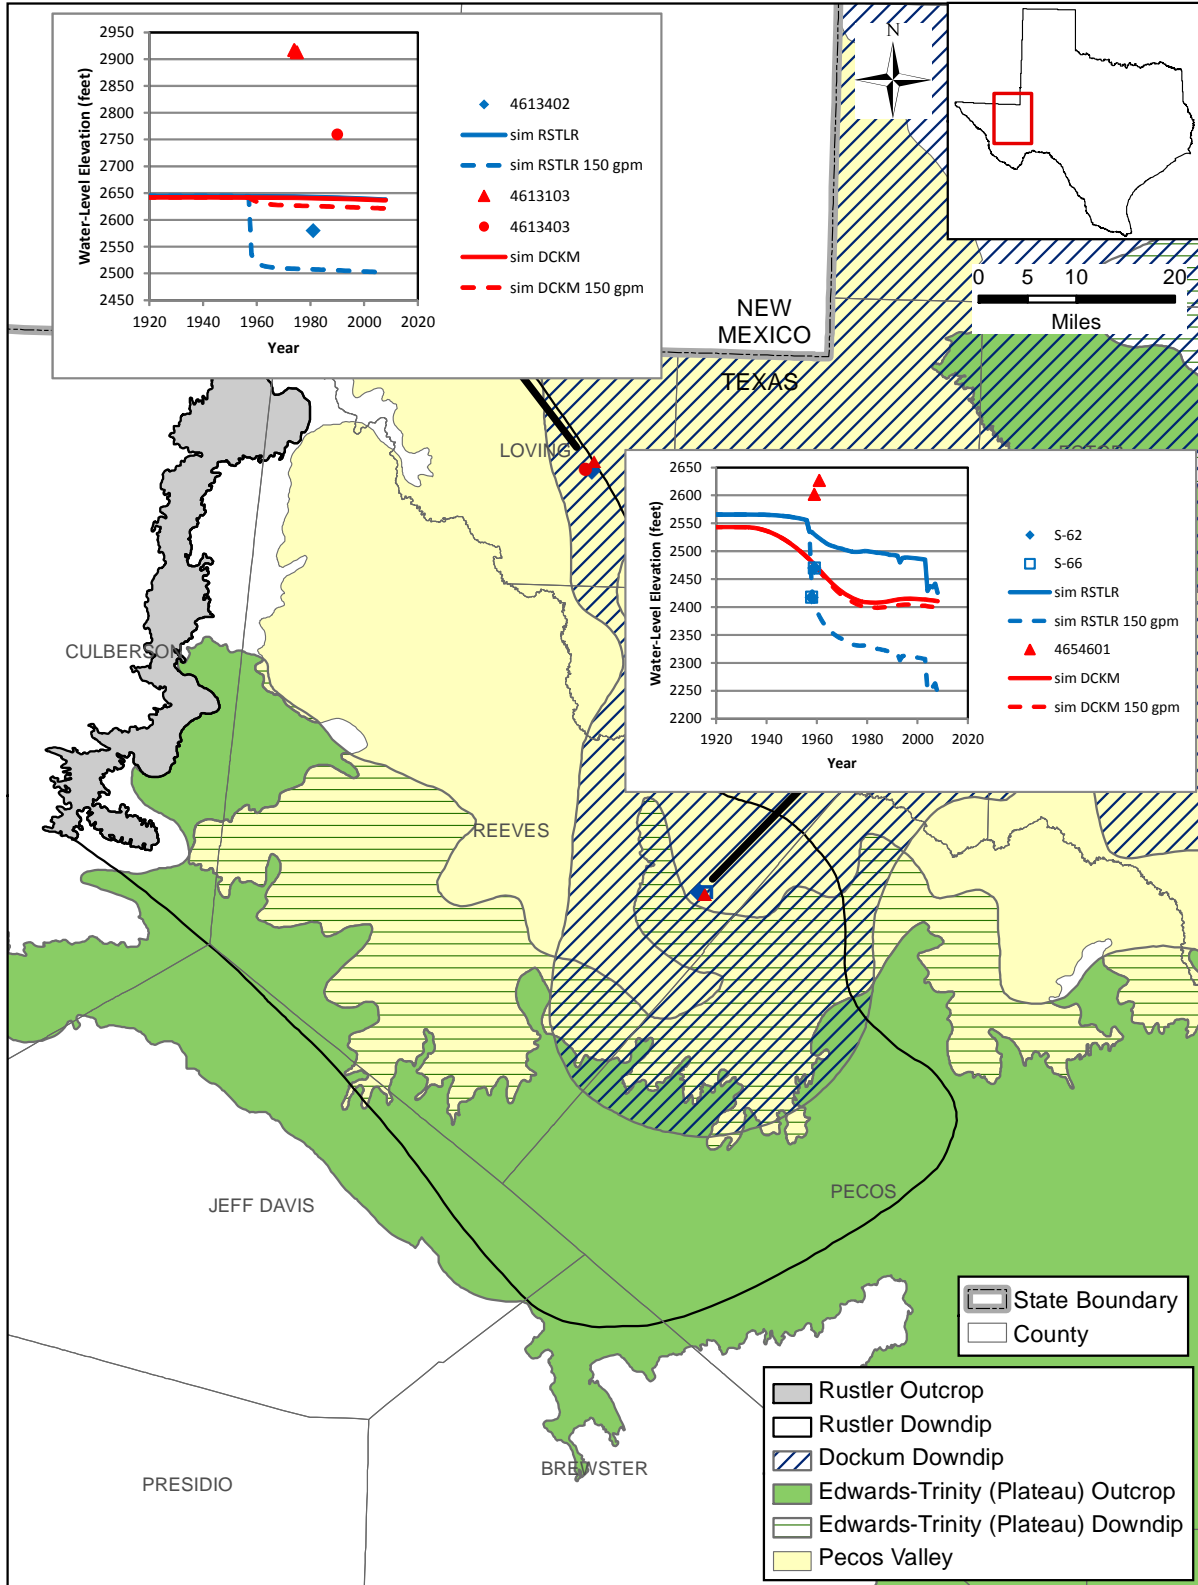 2950
2900
2850
2800
2750
2700
2650
2600
2550
2500
2450
Water-Level Elevation (feet)
1920 1940 1960 1980 2000 2020
Year
4613402
sim RSTLR
sim RSTLR 150 gpm
4613103
4613403
sim DCKM
sim DCKM 150 gpm
N
0 5 10 20
Miles
NEW
MEXICO
TEXAS
LOVING
2650
2600
2550
2500
2450
2400
2350
2300
2250
2200
Water-Level Elevation (feet)
1920 1940 1960 1980 2000 2020
Year
S-62
S-66
sim RSTLR
sim RSTLR 150 gpm
4654601
sim DCKM
sim DCKM 150 gpm
CULBERSON
REEVES
JEFF DAVIS
PECOS
PRESIDIO
BREWSTER
State Boundary
County
Rustler Outcrop
Rustler Downdip
Dockum Downdip
Edwards-Trinity (Plateau) Outcrop
Edwards-Trinity (Plateau) Downdip
Pecos Valley